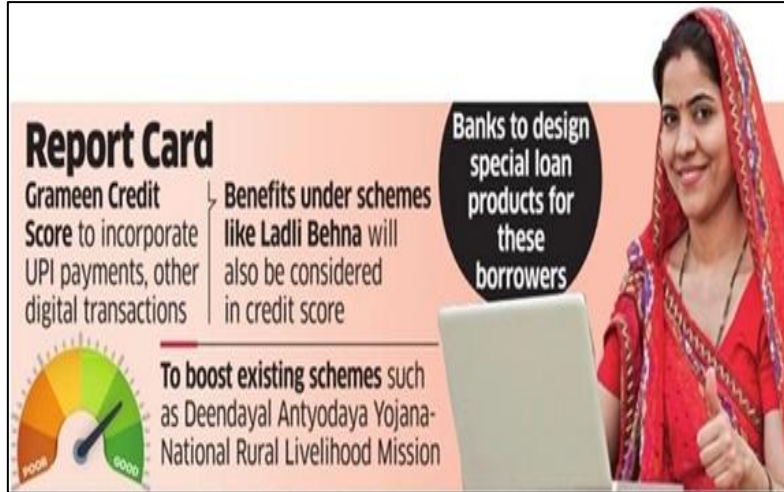 Report Card
Grameen Credit
Score to incorporate
UPI payments, other
digital transactions
Benefits under schemes
like Ladli Behna will
also be considered
in credit score
Banks to design
special loan
products for
these
borrowers
To boost existing schemes such
as Deendayal Antyodaya Yojana-
National Rural Livelihood Mission
POOR
GOOD